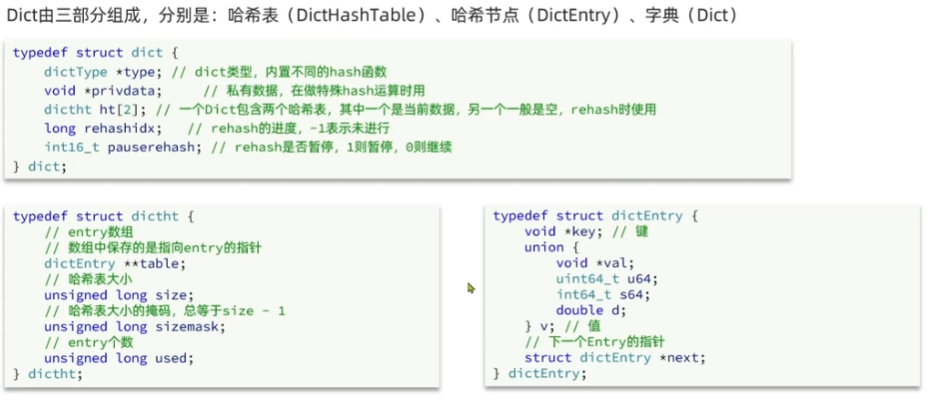 Dict由三部分组成，分别是：哈希表（DictHashTable）、哈希节点（DictEntry）、字典（Dict）
typedef struct dict {
    dictType *type; // dict类型，内置不同的hash函数
    void *privdata;     // 私有数据，在做特殊hash运算时用
    dictht ht[2]; // 一个Dict包含两个哈希表，其中一个是当前数据，另一个一般是空，rehash时使用
    long rehashidx;   // rehash的进度，-1表示未进行
    int16_t pauserehash; // rehash是否暂停，1则暂停，0则继续
} dict;
typedef struct dictht {
    // entry数组
    // 数组中保存的是指向entry的指针
    dictEntry **table;
    // 哈希表大小
    unsigned long size;
    // 哈希表大小的掩码，总等于size - 1
    unsigned long sizemask;
    // entry个数
    unsigned long used;
} dictht;
typedef struct dictEntry {
    void *key; // 键
    union {
        void *val;
        uint64_t u64;
        int64_t s64;
        double d;
    } v; // 值
    // 下一个Entry的指针
    struct dictEntry *next;
} dictEntry;